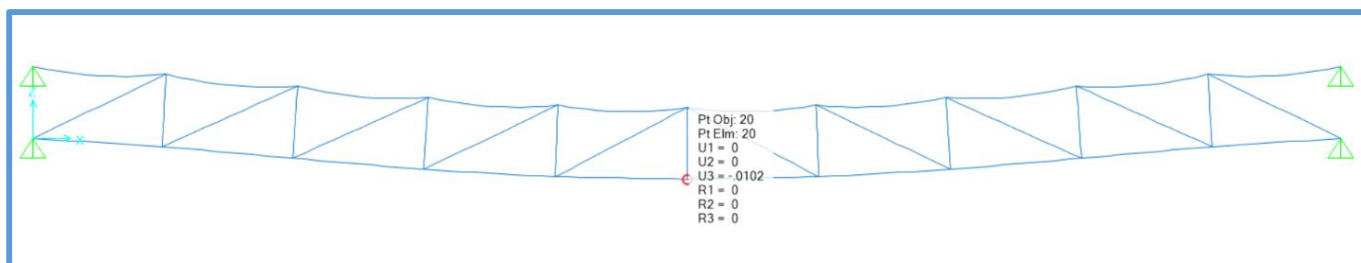 Z
X
Pt Obj: 20
Pt Elm: 20
U1 = 0
U2 = 0
U3 = -.0102
R1 = 0
R2 = 0
R3 = 0